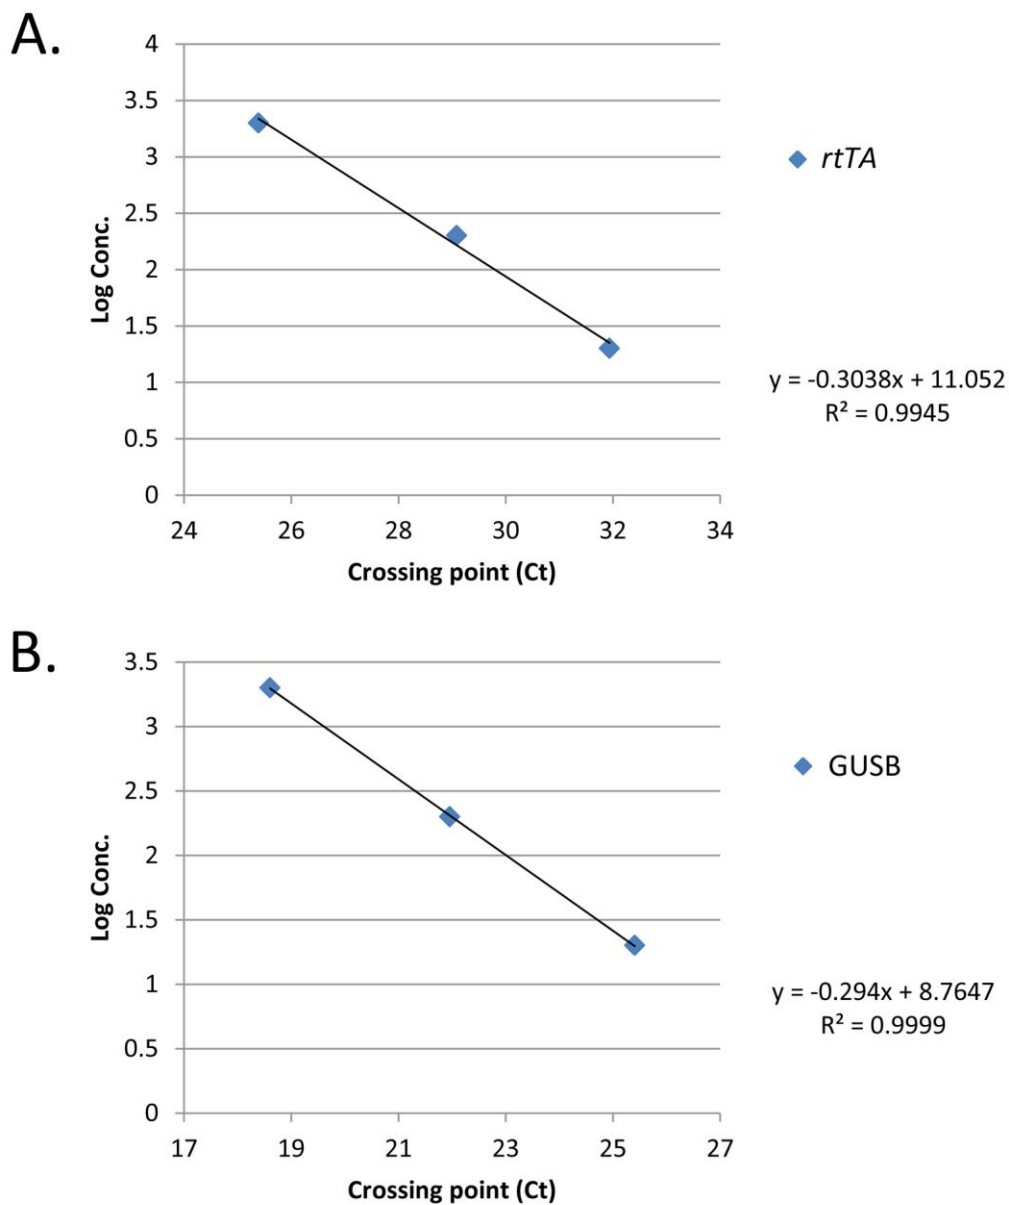 A.
4
3.5
3
2.5
2
1.5
1
0.5
0
Log Conc.
24 26 28 30 32 34
Crossing point (Ct)
rtTA
y = -0.3038x + 11.052
R² = 0.9945
B.
3.5
3
2.5
2
1.5
1
0.5
0
Log Conc.
17 19 21 23 25 27
Crossing point (Ct)
GUSB
y = -0.294x + 8.7647
R² = 0.9999